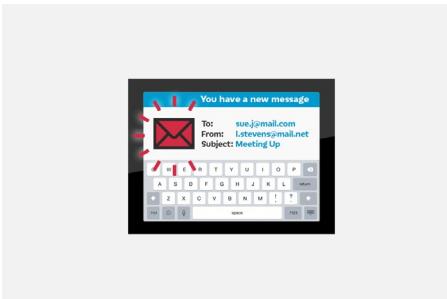 You have a new message
To: sue.j@mail.com
From: l.stevens@mail.net
Subject: Meeting Up
W E R T Y U I O P
A S D F G H J K L return
Z X C V B N M ! ?
space